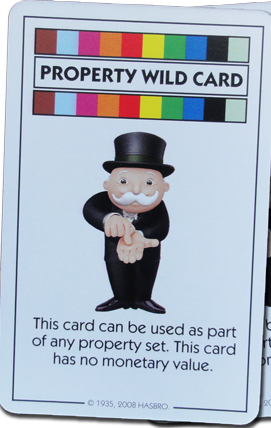 PROPERTY WILD CARD
This card can be used as part
of any property set. This card
has no monetary value.
© 1935, 2008 HASBRO.